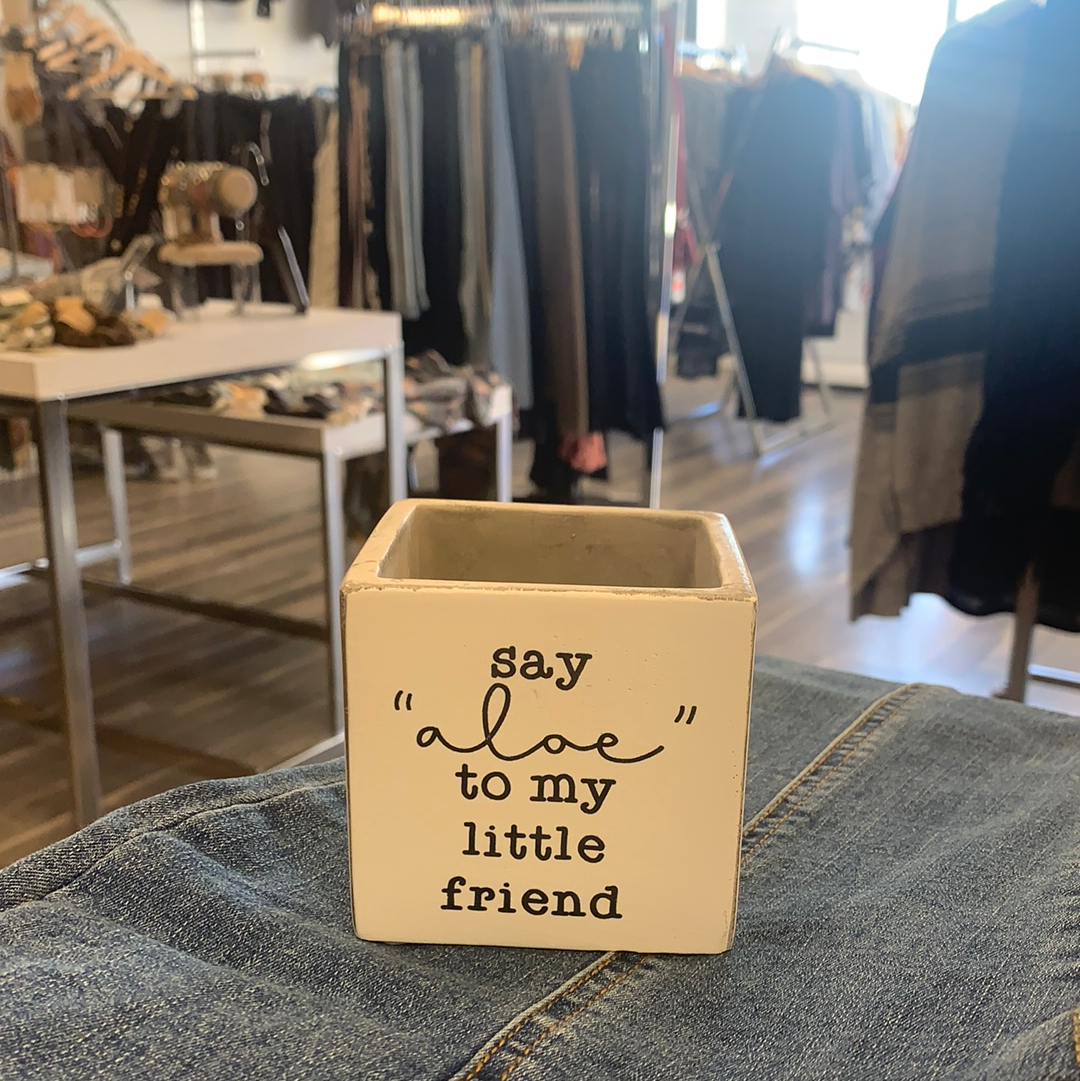 say
"aloe"
to my
little
friend